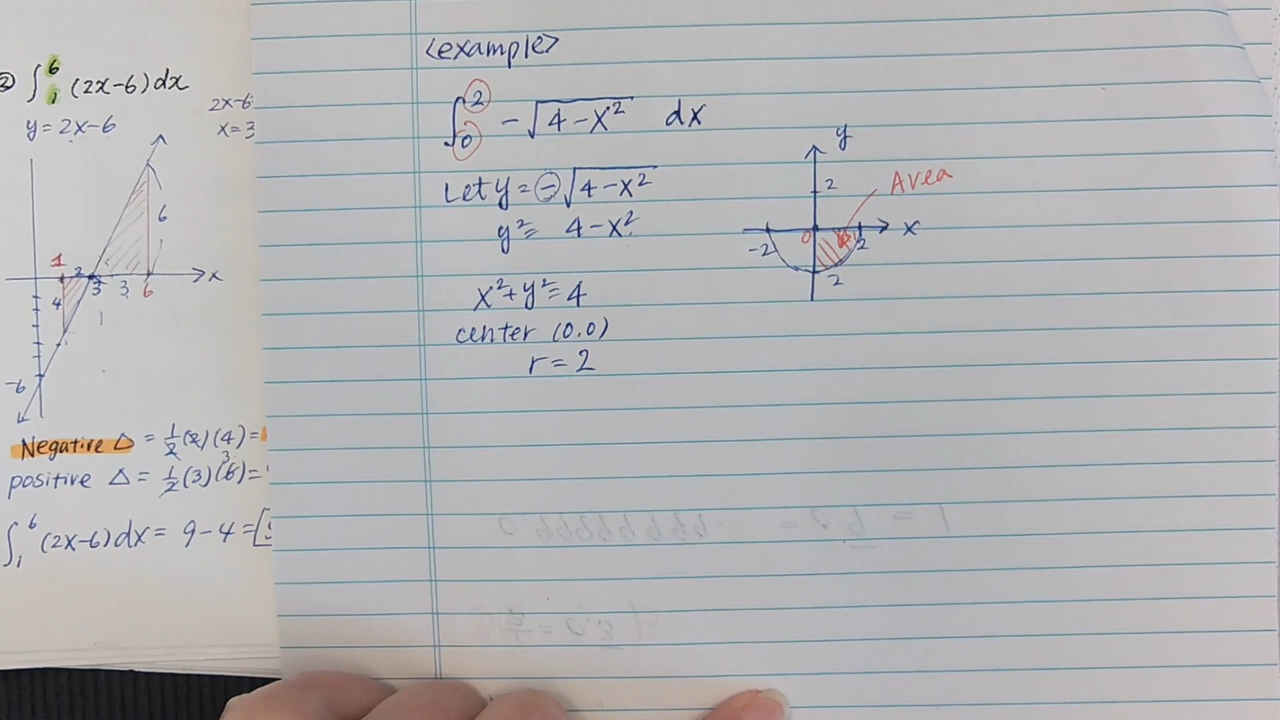 ② ∫₁⁶ (2x-6)dx
y=2x-6
2x-6
x=3
1
2
3
3
6
6
4
x
-6
Negative △ = 1/2(2)(4)=
positive △ = 1/2(3)(6)=
3
∫₁⁶ (2x-6)dx = 9-4=
<example>
∫₀² -√4-x² dx
Let y = -√4-x²
y² = 4-x²
x²+y²=4
center (0.0)
r = 2
y
2
Area
-2
0
2
x
2